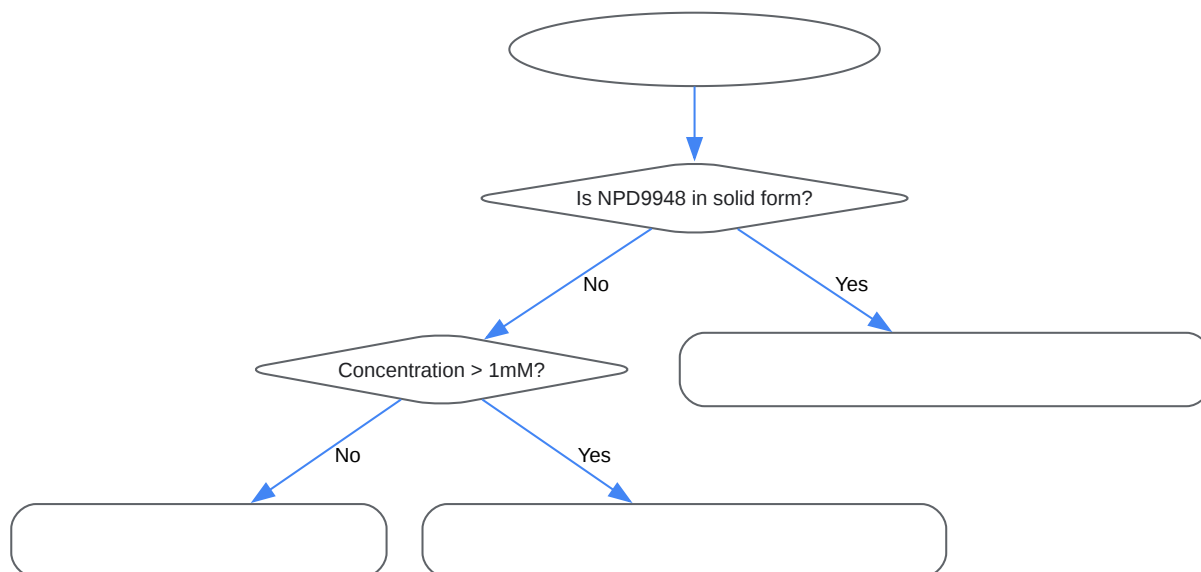 Is NPD9948 in solid form?
No
Yes
Concentration > 1mM?
No
Yes